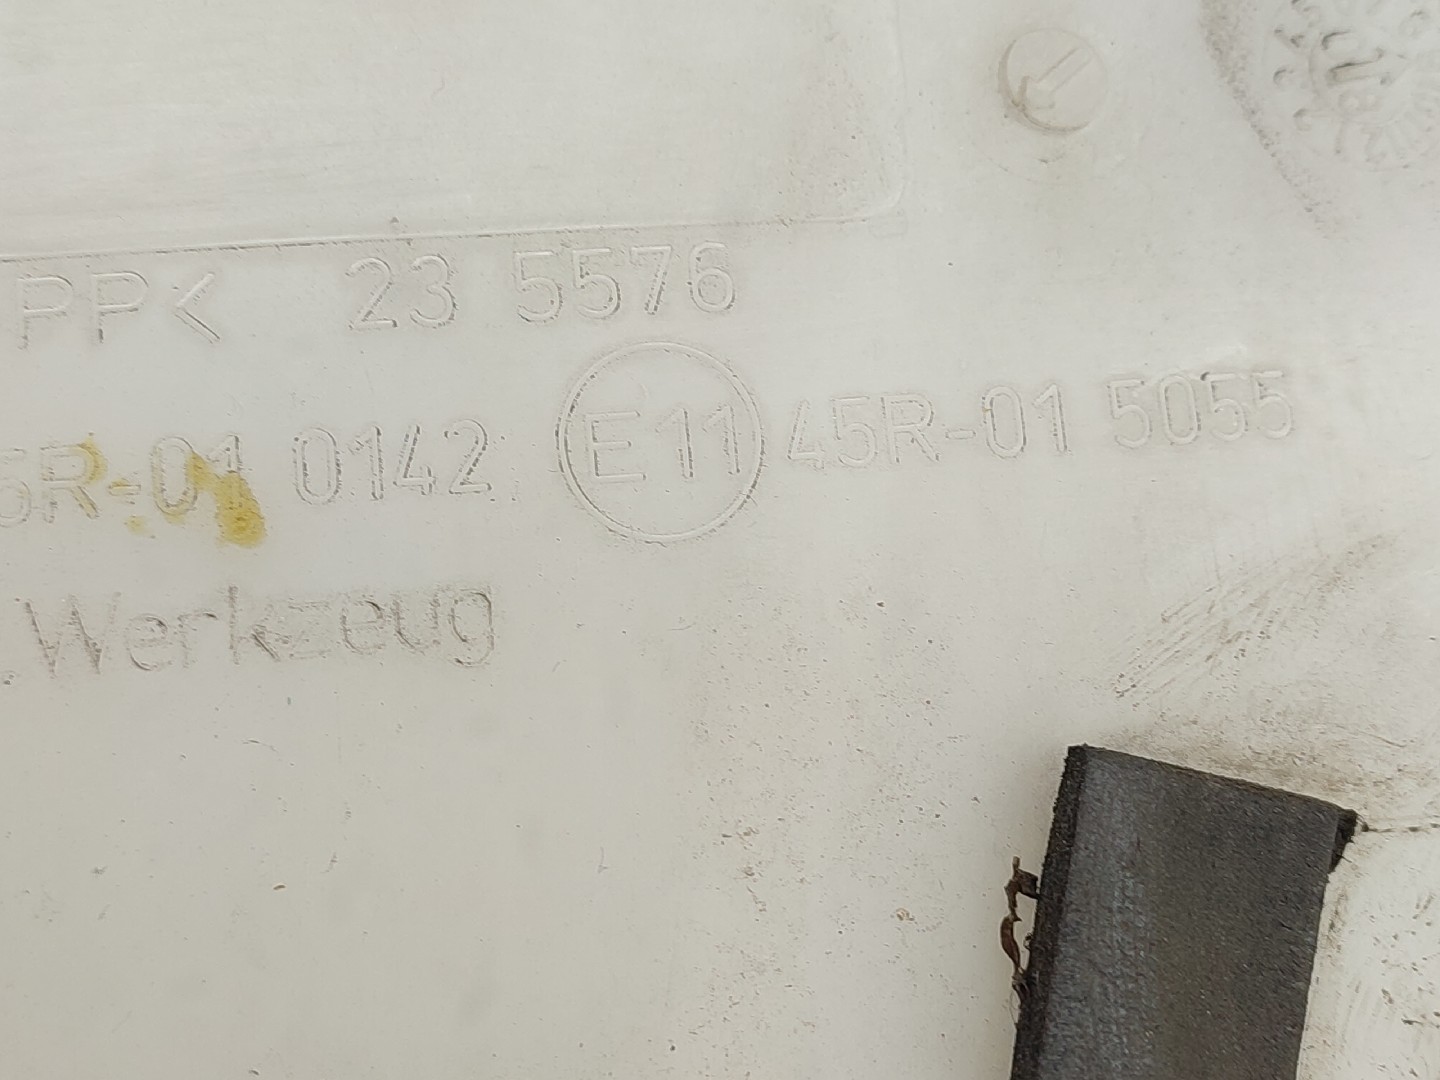 PP< 23 5576
5R-01 0142 E11 45R-01 5055
.Werkzeug